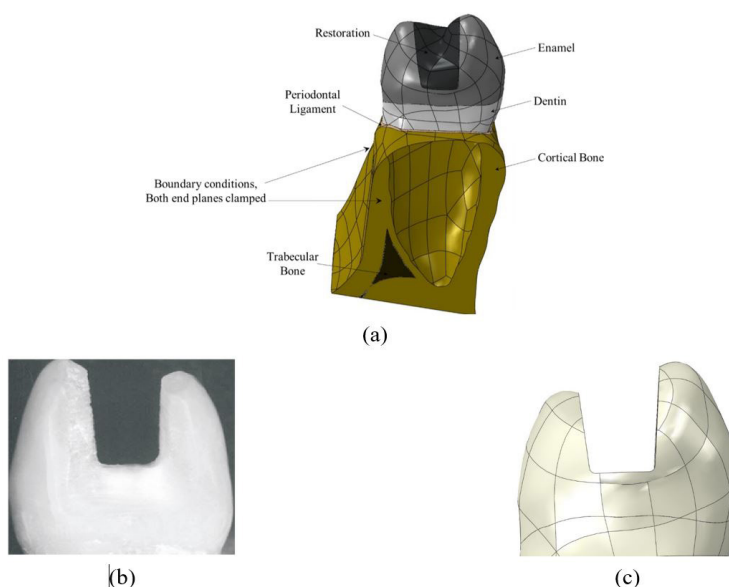 Restoration
Enamel
Periodontal
Ligament
Dentin
Cortical Bone
Boundary conditions,
Both end planes clamped
Trabecular
Bone
(a)
(b)
(c)